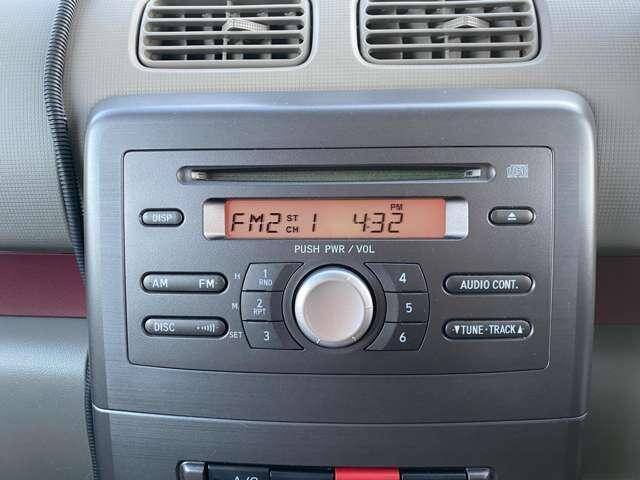 DISC
DISP
FM2 ST CH 1 PM 4:32
PUSH PWR / VOL
AM FM
H 1 RND
M 2 RPT
SET 3
4
5
6
AUDIO CONT.
DISC
▼TUNE·TRACK▲
A/C